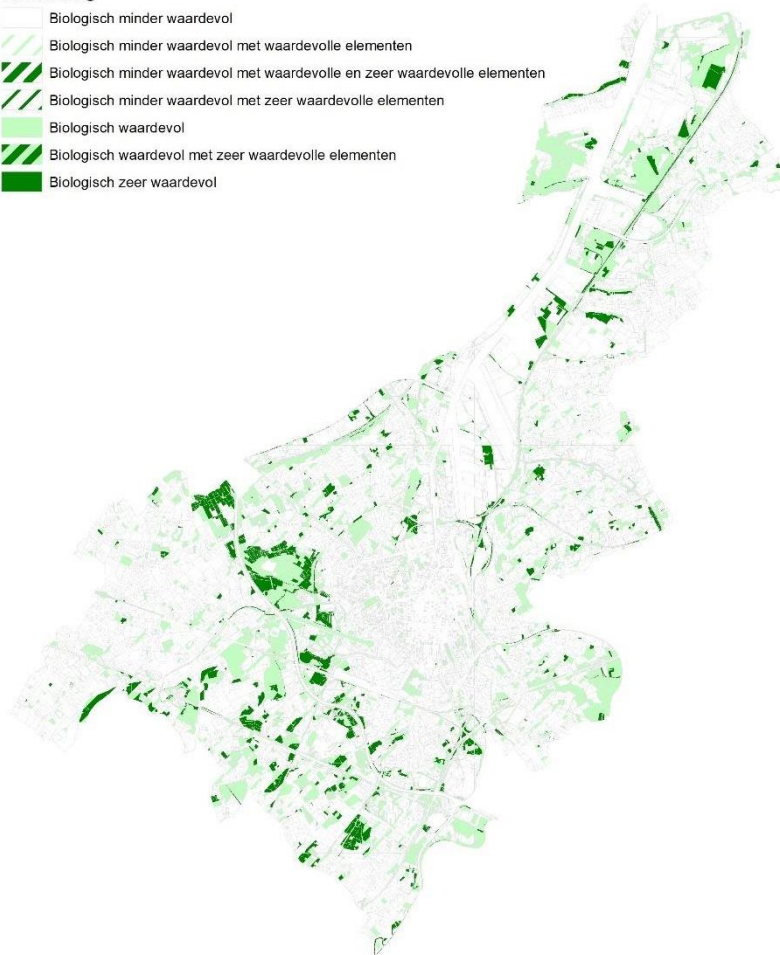 Biologisch minder waardevol
Biologisch minder waardevol met waardevolle elementen
Biologisch minder waardevol met waardevolle en zeer waardevolle elementen
Biologisch minder waardevol met zeer waardevolle elementen
Biologisch waardevol
Biologisch waardevol met zeer waardevolle elementen
Biologisch zeer waardevol